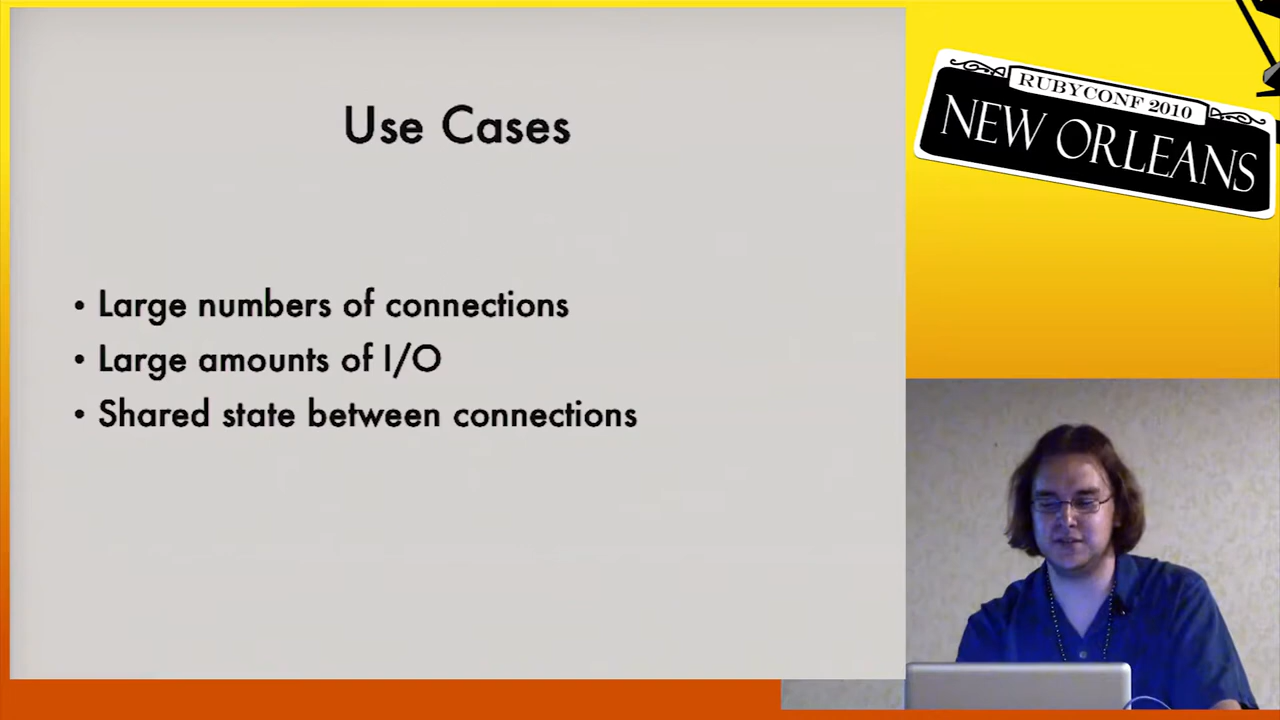 Use Cases
• Large numbers of connections
• Large amounts of I/O
• Shared state between connections
RUBYCONF 2010
NEW ORLEANS